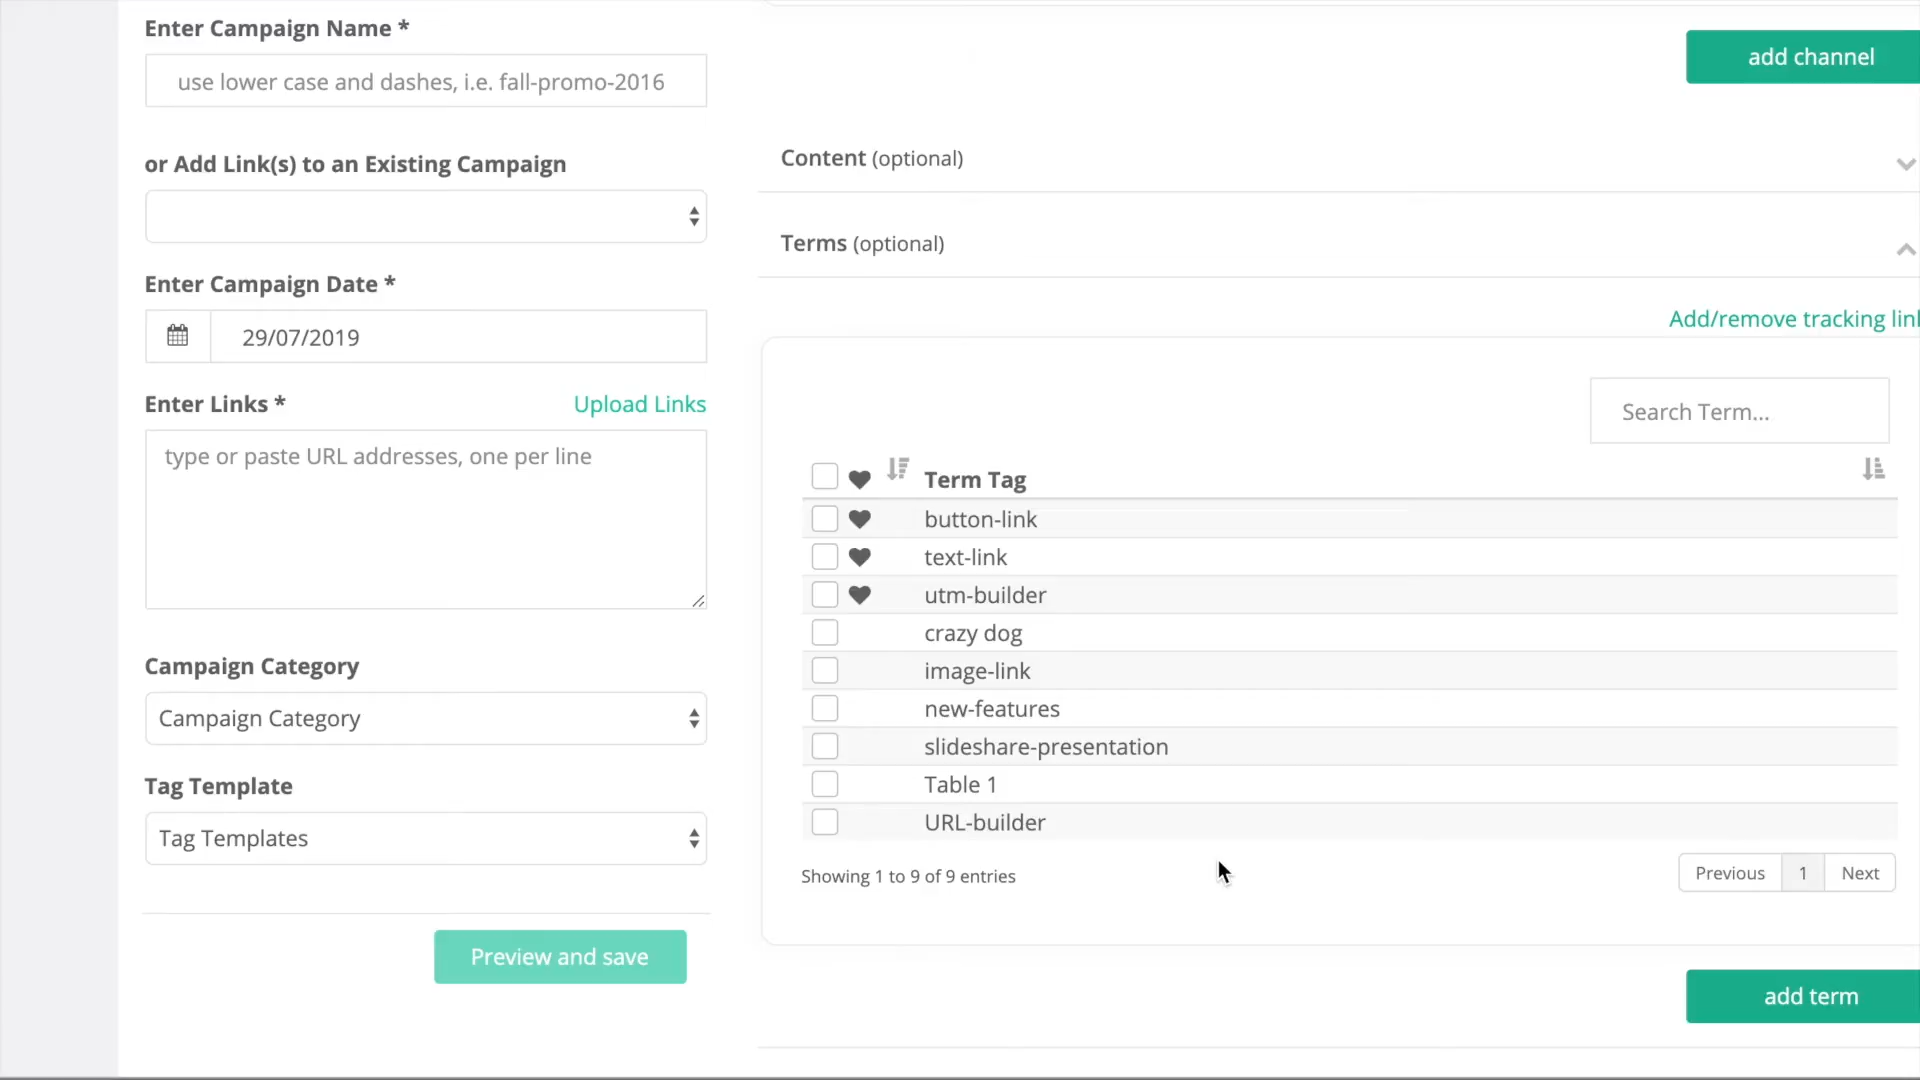 Enter Campaign Name *
use lower case and dashes, i.e. fall-promo-2016
or Add Link(s) to an Existing Campaign
Enter Campaign Date *
29/07/2019
Enter Links *
Upload Links
type or paste URL addresses, one per line
Campaign Category
Campaign Category
Tag Template
Tag Templates
Preview and save
add channel
Content (optional)
Terms (optional)
Add/remove tracking lin
Search Term...
Term Tag
button-link
text-link
utm-builder
crazy dog
image-link
new-features
slideshare-presentation
Table 1
URL-builder
Showing 1 to 9 of 9 entries
Previous
1
Next
add term